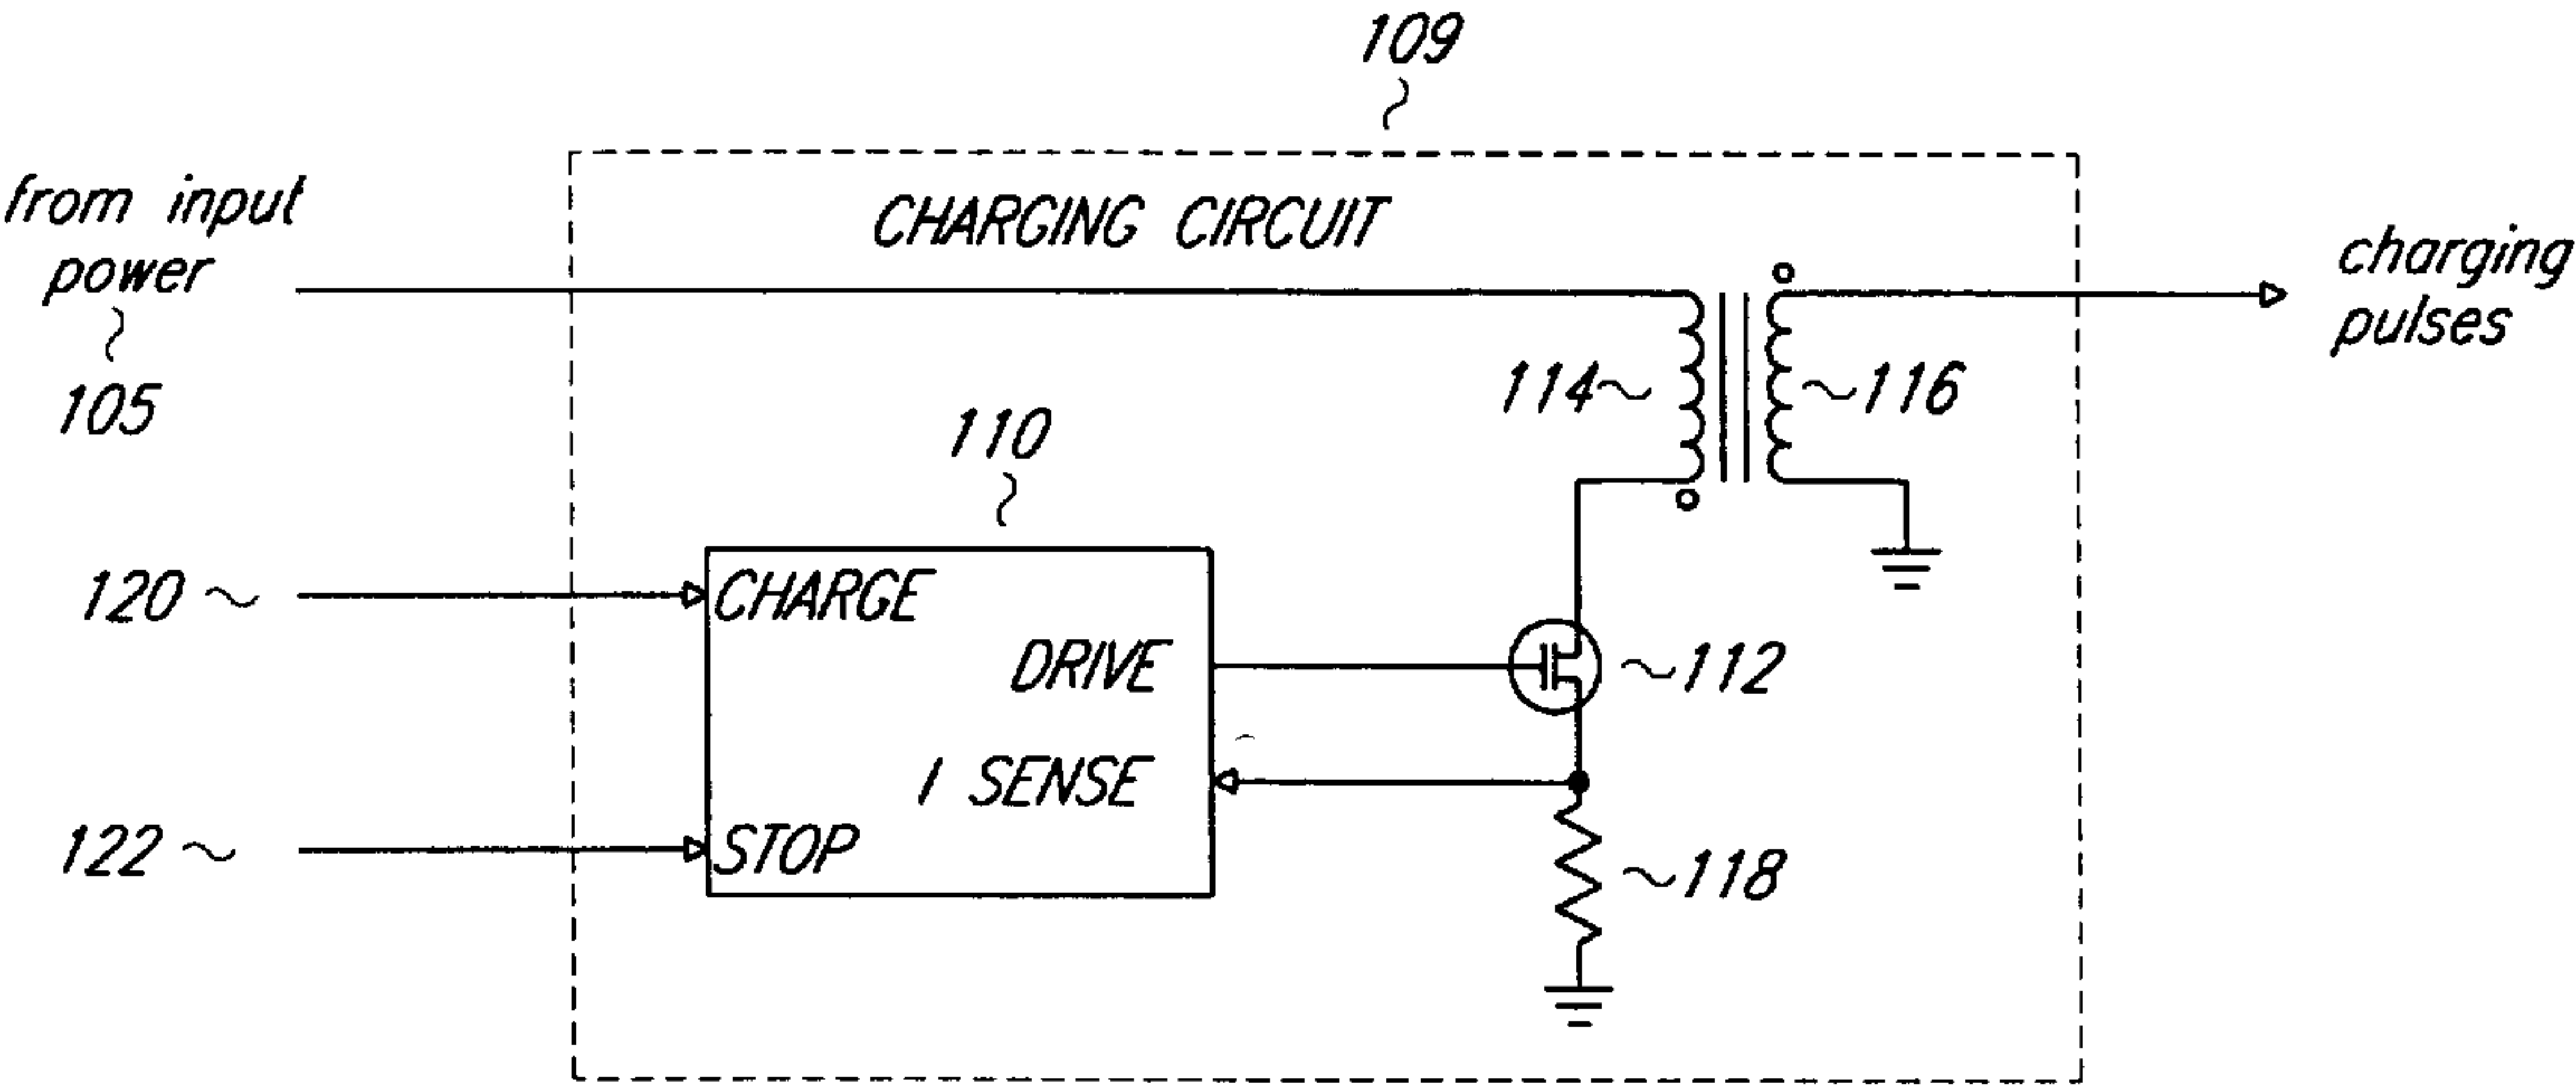 109
from input
power
105
CHARGING CIRCUIT
charging
pulses
114
116
110
120
CHARGE
DRIVE
112
I SENSE
122
STOP
118